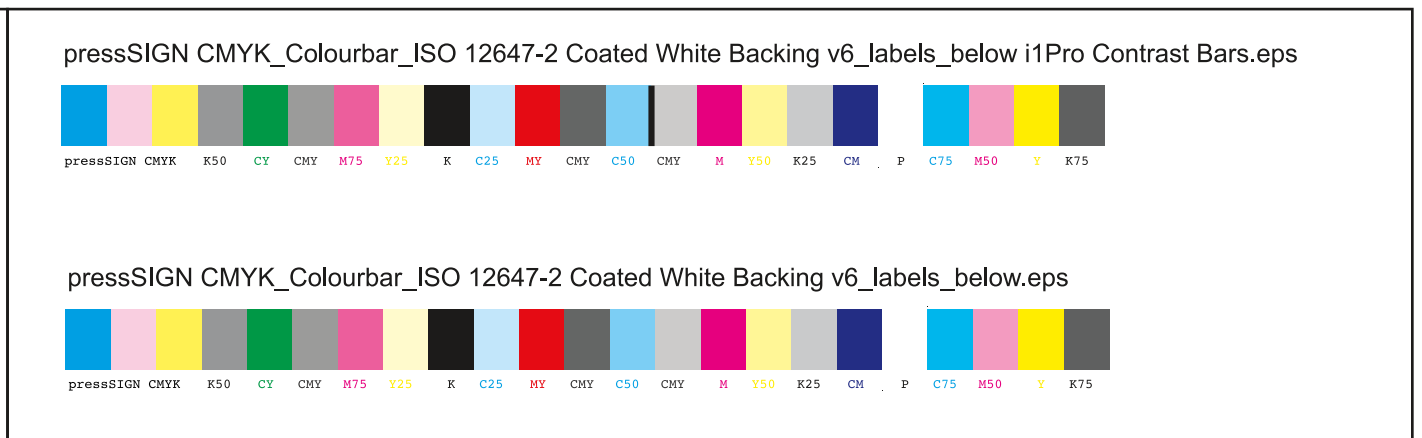 pressSIGN CMYK_Colourbar_ISO 12647-2 Coated White Backing v6_labels_below i1Pro Contrast Bars.eps
pressSIGN CMYK K50 CY CMY M75 Y25 K C25 MY CMY C50 CMY M Y50 K25 CM P C75 M50 Y K75
pressSIGN CMYK_Colourbar_ISO 12647-2 Coated White Backing v6_labels_below.eps
pressSIGN CMYK K50 CY CMY M75 Y25 K C25 MY CMY C50 CMY M Y50 K25 CM P C75 M50 Y K75